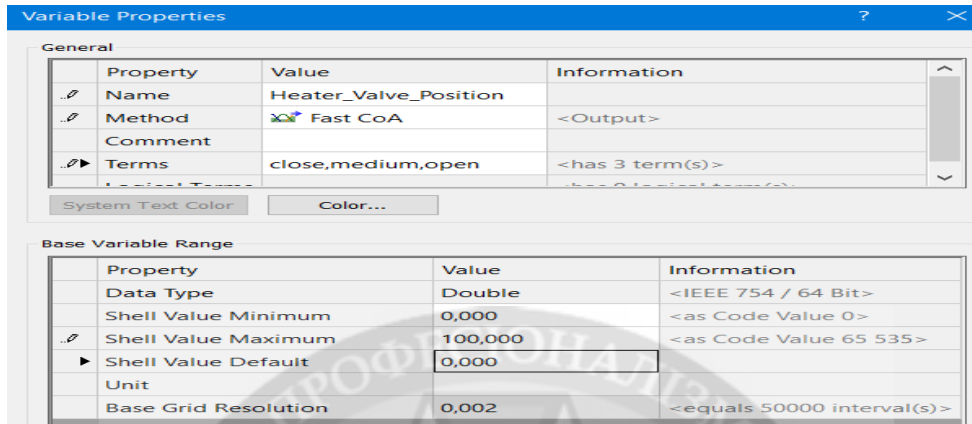 Variable Properties ? ×
General
Property Value Information
Name Heater_Valve_Position
Method Fast CoA <Output>
Comment
Terms close,medium,open <has 3 term(s)>
System Text Color Color...
Base Variable Range
Property Value Information
Data Type Double <IEEE 754 / 64 Bit>
Shell Value Minimum 0,000 <as Code Value 0>
Shell Value Maximum 100,000 <as Code Value 65 535>
Shell Value Default 0,000
Unit
Base Grid Resolution 0,002 <equals 50000 interval(s)>
ПРОФЕСІОНАЛІЗМ